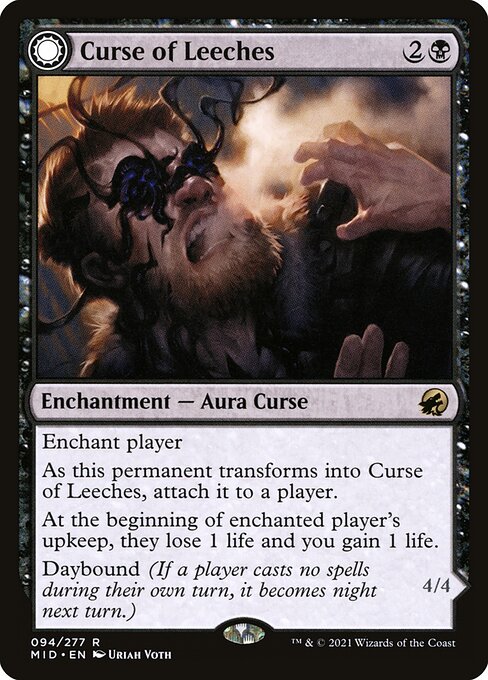 Curse of Leeches 2
Enchantment — Aura Curse
Enchant player
As this permanent transforms into Curse
of Leeches, attach it to a player.
At the beginning of enchanted player's
upkeep, they lose 1 life and you gain 1 life.
Daybound (If a player casts no spells
during their own turn, it becomes night
next turn.)
4/4
094/277 R
MID • EN Uriah Voth
™ & © 2021 Wizards of the Coast